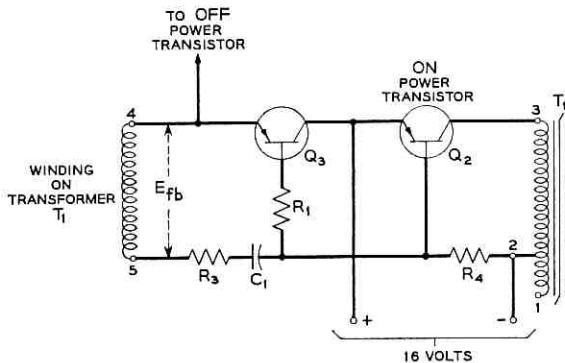 TO OFF
POWER
TRANSISTOR
ON
POWER
TRANSISTOR
T1
4
3
Q3
Q2
WINDING
ON
TRANSFORMER
T1
Efb
R1
5
R3
C1
R4
2
1
+
-
16 VOLTS